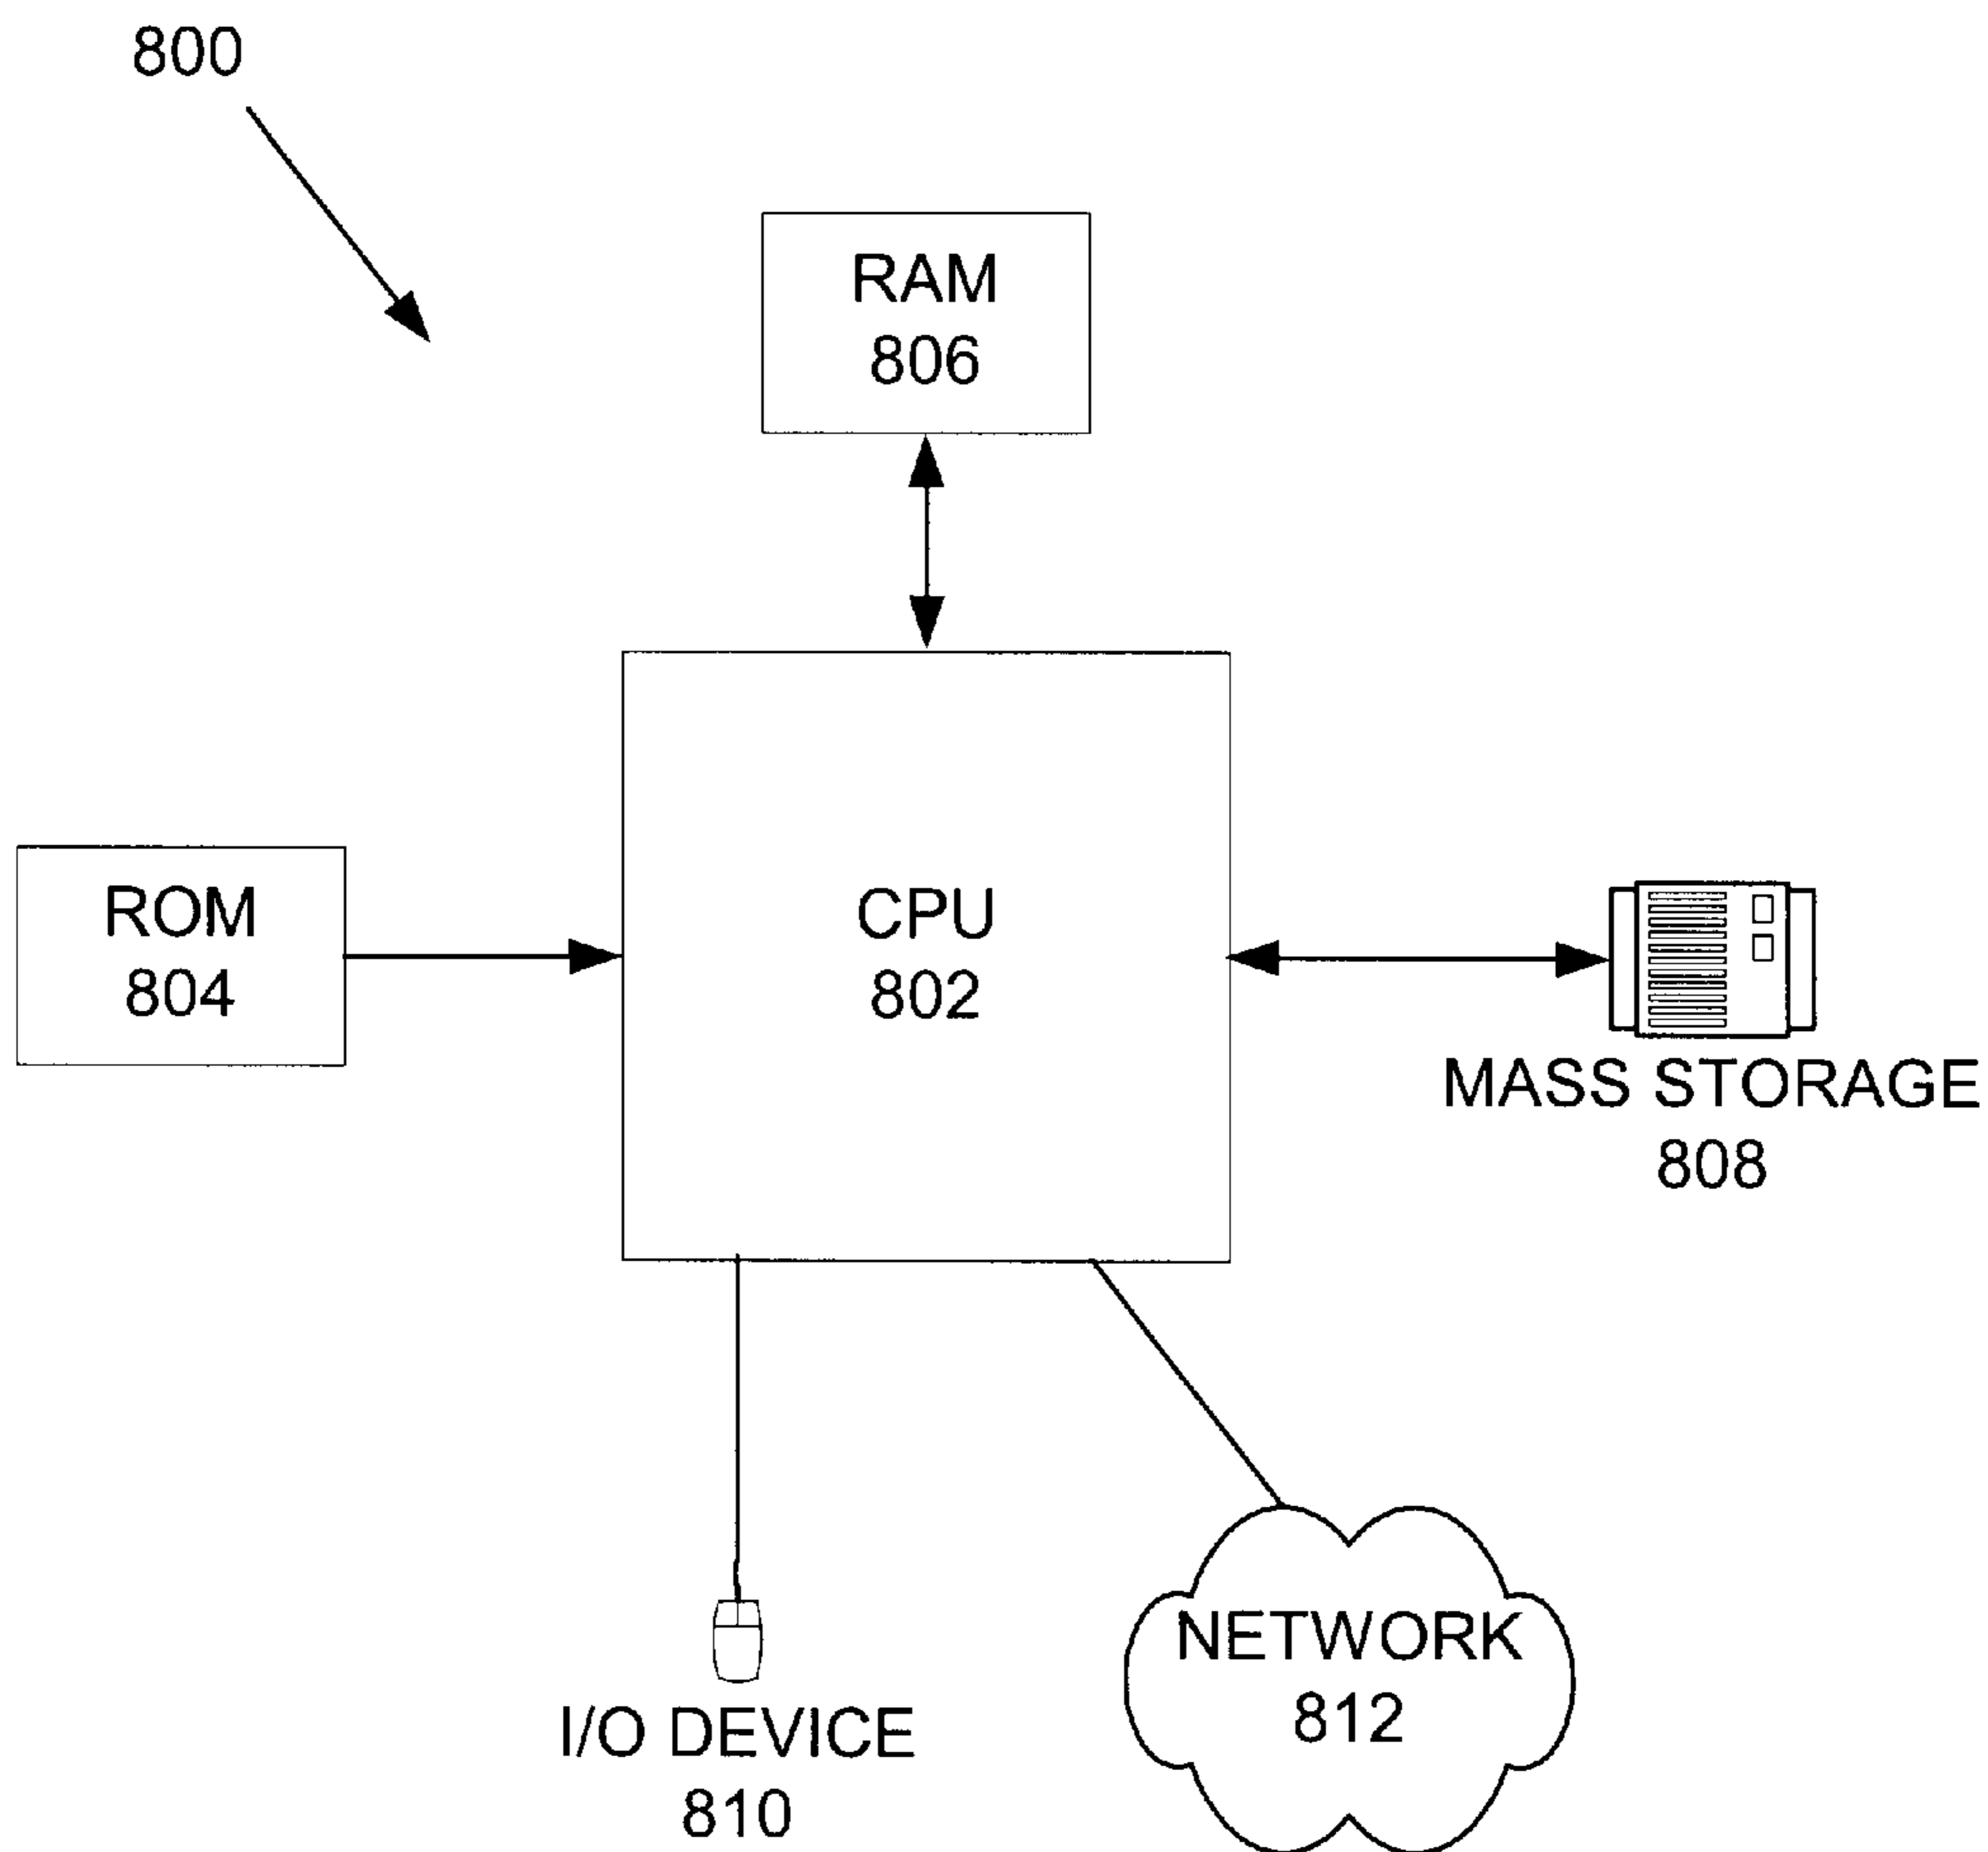 800
RAM
806
ROM
804
CPU
802
MASS STORAGE
808
I/O DEVICE
810
NETWORK
812